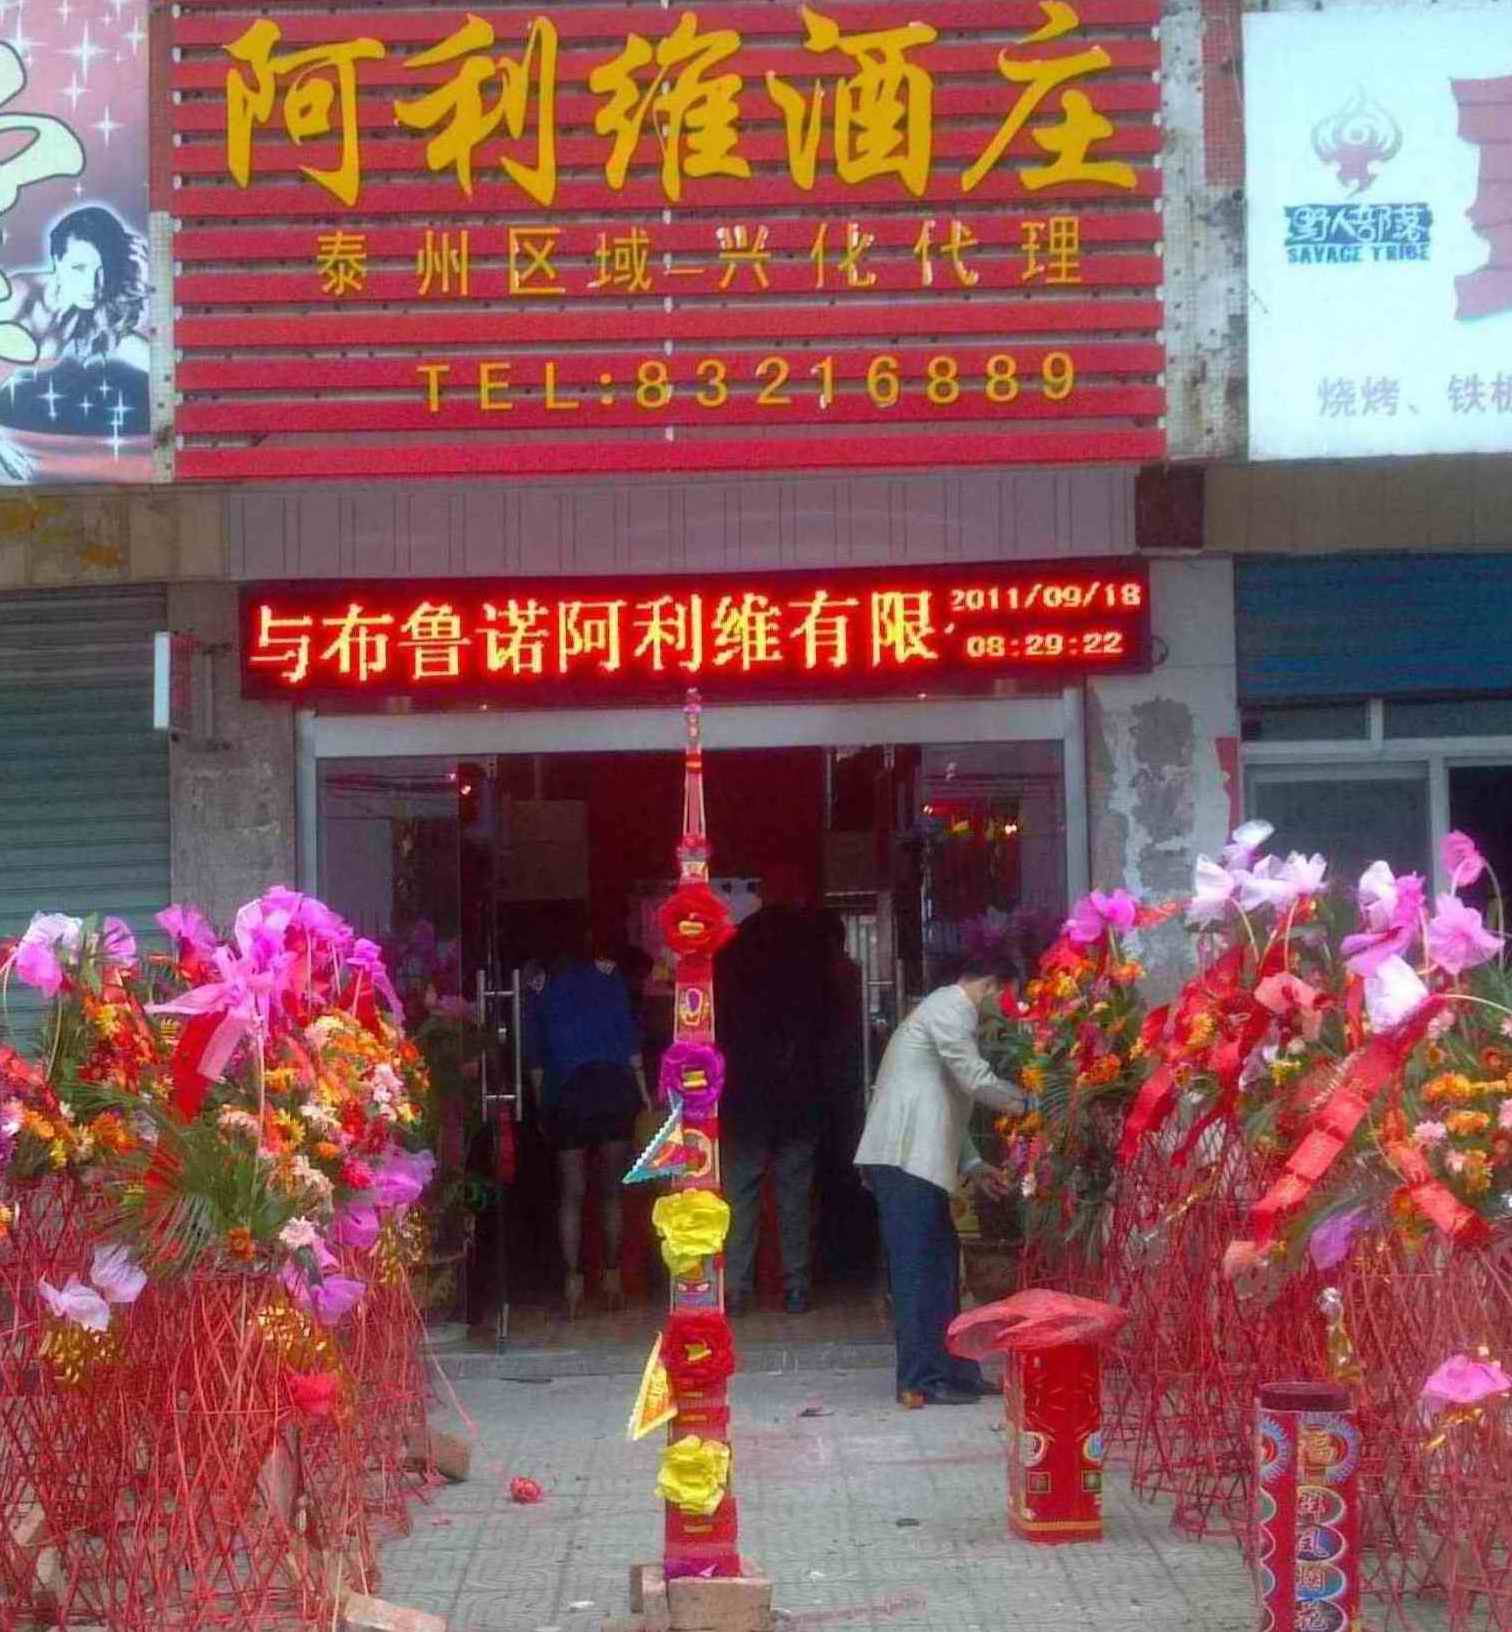 阿利维酒庄
泰州区域—兴化代理
TEL:83216889
野人部落
SAVAGE TRIBE
烧烤、铁
与布鲁诺阿利维有限
2011/09/18
08:29:22